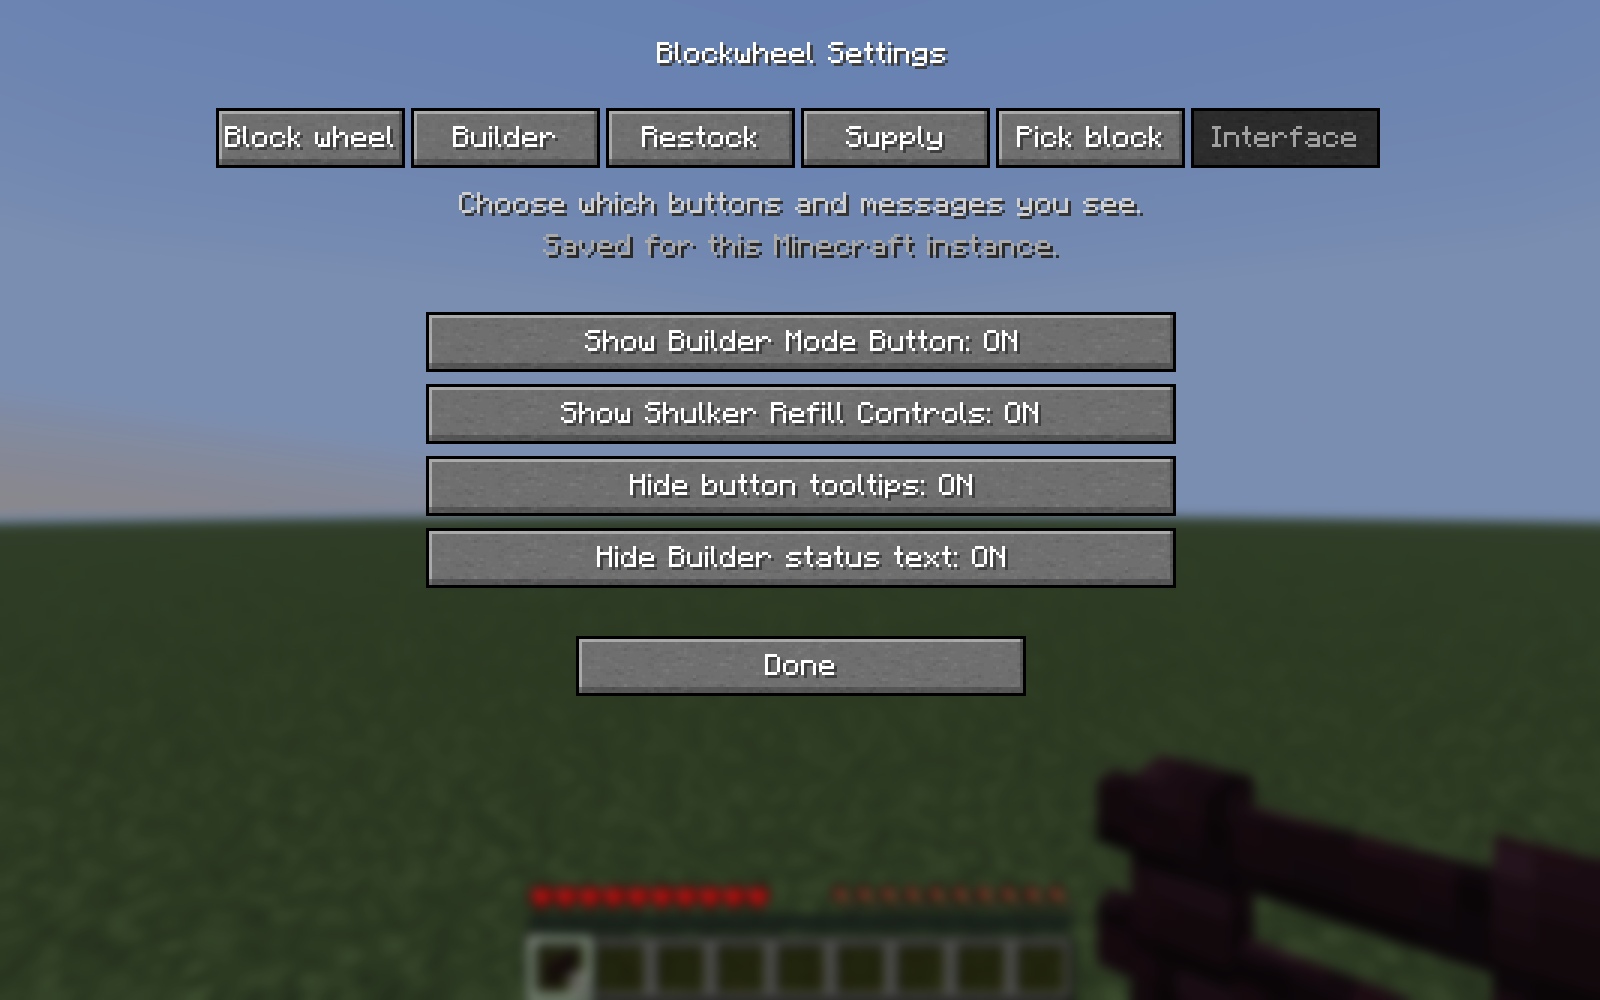 Blockwheel Settings
Block wheel Builder Restock Supply Pick block Interface
Choose which buttons and messages you see.
Saved for this Minecraft instance.
Show Builder Mode Button: ON
Show Shulker Refill Controls: ON
Hide button tooltips: ON
Hide Builder status text: ON
Done